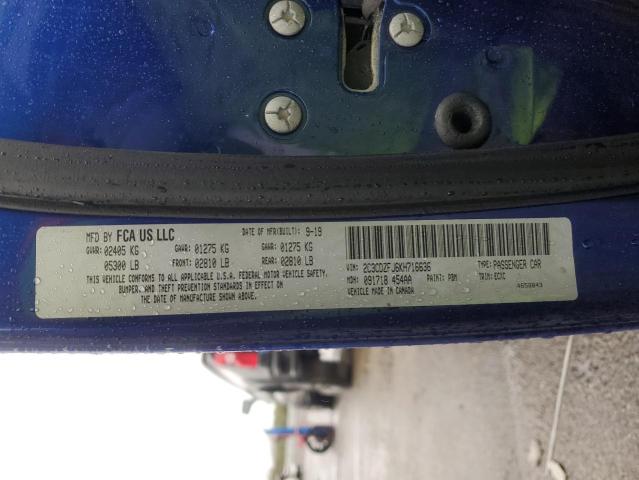 MFD BY FCA US LLC
DATE OF MFR(BUILT): 9-19
GVWR: 02405 KG
GAWR: 01275 KG
GAWR: 01275 KG
05300 LB
FRONT: 02810 LB
REAR: 02810 LB
THIS VEHICLE CONFORMS TO ALL APPLICABLE U.S.A. FEDERAL MOTOR VEHICLE SAFETY,
BUMPER, AND THEFT PREVENTION STANDARDS IN EFFECT ON
THE DATE OF MANUFACTURE SHOWN ABOVE.
VIN: 2C3CDZFJ6KH716636
TYPE: PASSENGER CAR
MDH: 091718 454AA
PAINT: PBM
TRIM:
VEHICLE MADE IN CANADA